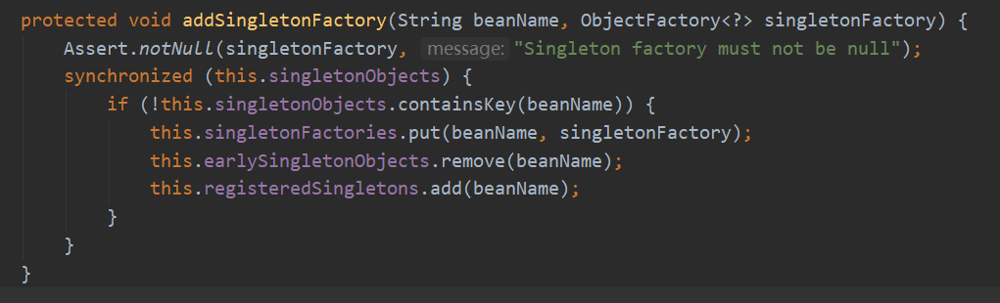 protected void addSingletonFactory(String beanName, ObjectFactory<?> singletonFactory) {
    Assert.notNull(singletonFactory, message: "Singleton factory must not be null");
    synchronized (this.singletonObjects) {
        if (!this.singletonObjects.containsKey(beanName)) {
            this.singletonFactories.put(beanName, singletonFactory);
            this.earlySingletonObjects.remove(beanName);
            this.registeredSingletons.add(beanName);
        }
    }
}